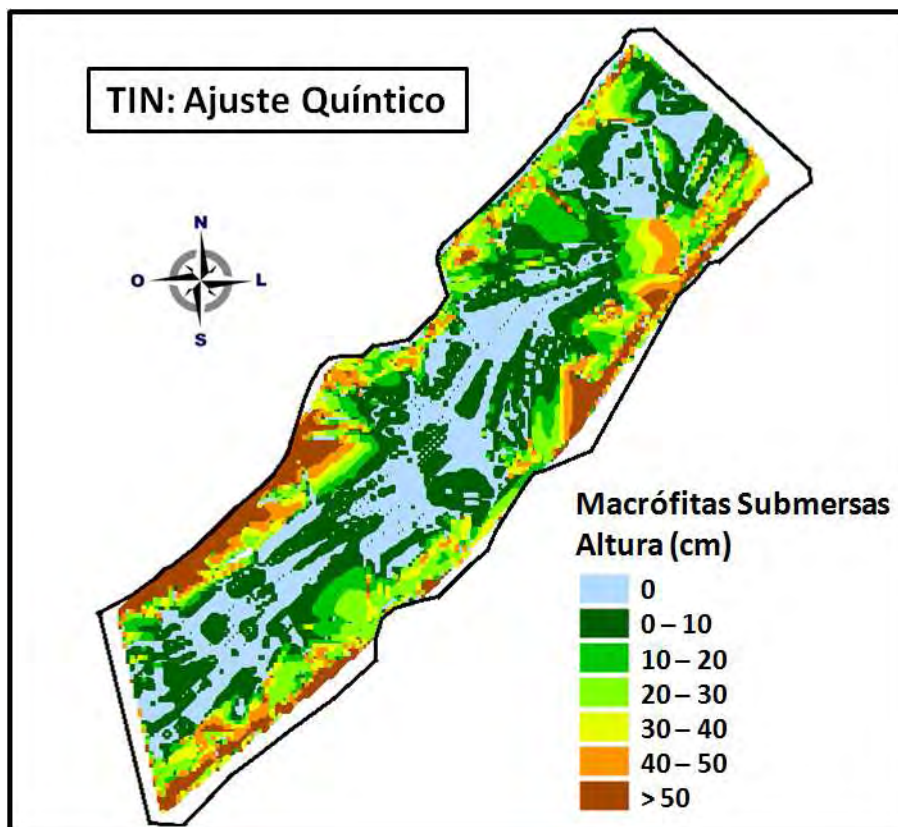 TIN: Ajuste Quíntico
N
O
L
S
Macrófitas Submersas
Altura (cm)
0
0 – 10
10 – 20
20 – 30
30 – 40
40 – 50
> 50